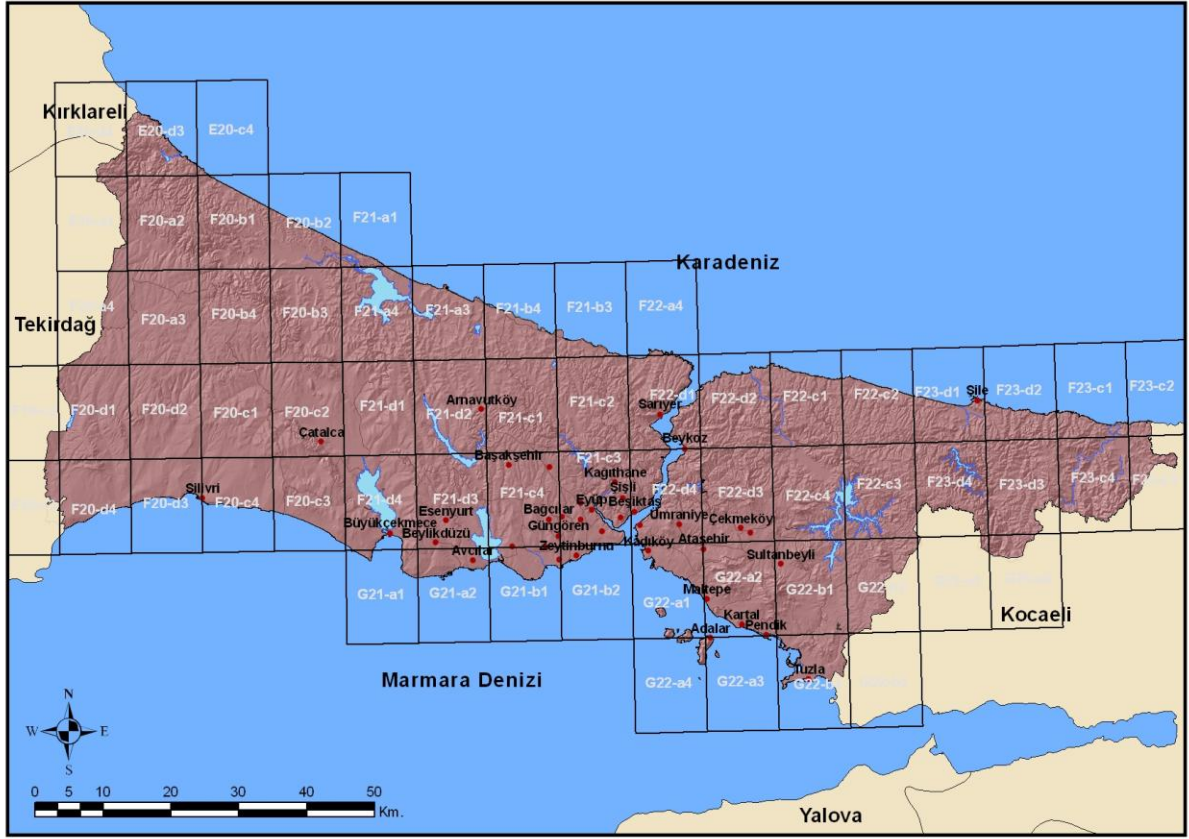 Kırklareli
E20-d3
E20-c4
F20-a2
F20-b1
F20-b2
F21-a1
Karadeniz
Tekirdağ
F20-a3
F20-b4
F20-b3
F21-a4
F21-a3
F21-b4
F21-b3
F22-a4
F20-d1
F20-d2
F20-c1
F20-c2
F21-d1
F21-d2
F21-c1
F21-c2
F22-d1
F22-d2
F22-c1
F22-c2
F23-d1
F23-d2
F23-c1
F23-c2
Şile
Arnavutköy
Sarıyer
Çatalca
Beykoz
Başakşehir
F21-c3
Kağıthane
Şişli
F20-d4
F20-d3
Silivri
F20-c4
F20-c3
F21-d4
F21-d3
F21-c4
Eyüp
Beşiktaş
F22-d4
F22-d3
F22-c4
F22-c3
F23-d4
F23-d3
F23-c4
Esenyurt
Bağcılar
Büyükçekmece
Güngören
Ümraniye
Çekmeköy
Beylikdüzü
Zeytinburnu
Kadıköy
Ataşehir
Avcılar
Sultanbeyli
G21-a1
G21-a2
G21-b1
G21-b2
G22-a1
G22-a2
G22-b1
Maltepe
Kartal
Pendik
Adalar
Kocaeli
Marmara Denizi
G22-a4
G22-a3
Tuzla
N
W
E
S
0 5 10 20 30 40 50
Km.
Yalova